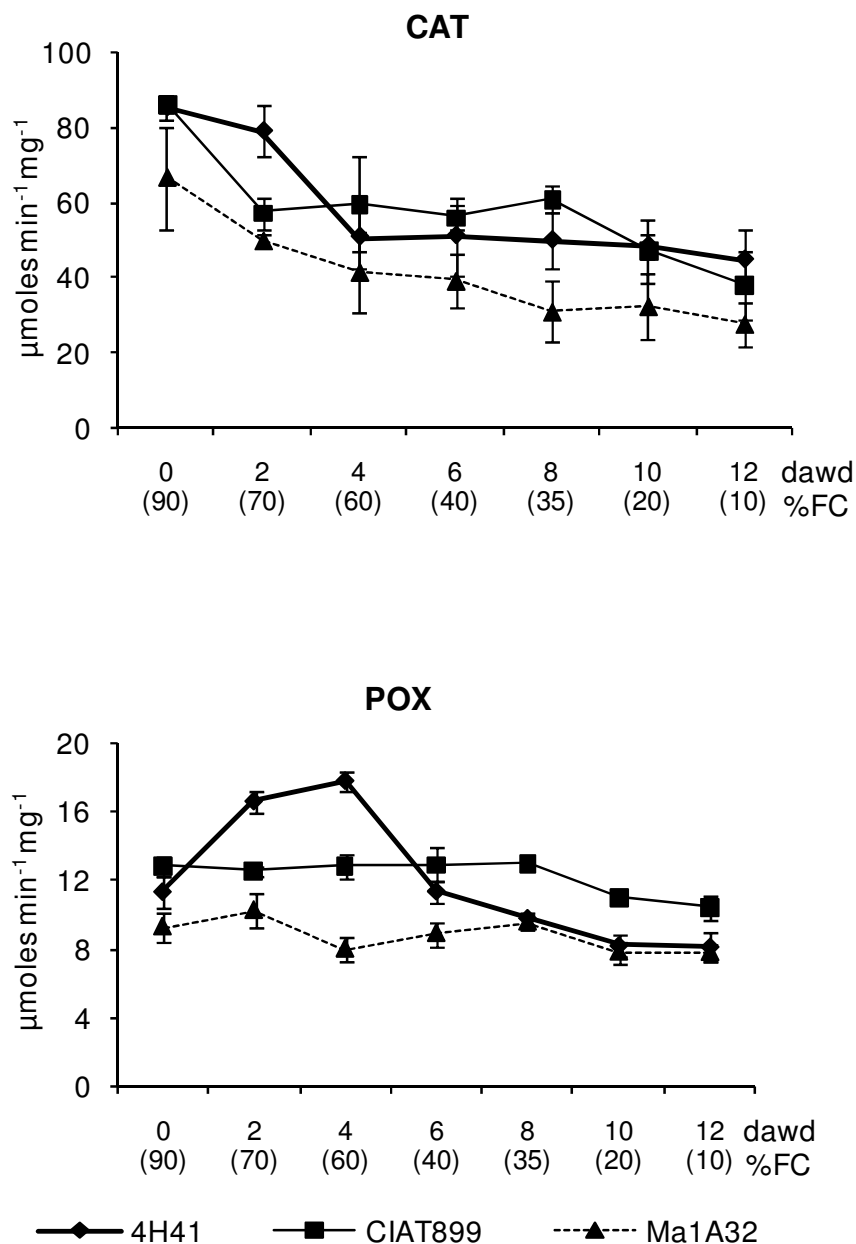 CAT
100
80
60
40
20
0
µmoles min⁻¹ mg⁻¹
0 2 4 6 8 10 12 dawd
(90) (70) (60) (40) (35) (20) (10) %FC
POX
20
16
12
8
4
0
µmoles min⁻¹ mg⁻¹
0 2 4 6 8 10 12 dawd
(90) (70) (60) (40) (35) (20) (10) %FC
4H41 CIAT899 Ma1A32